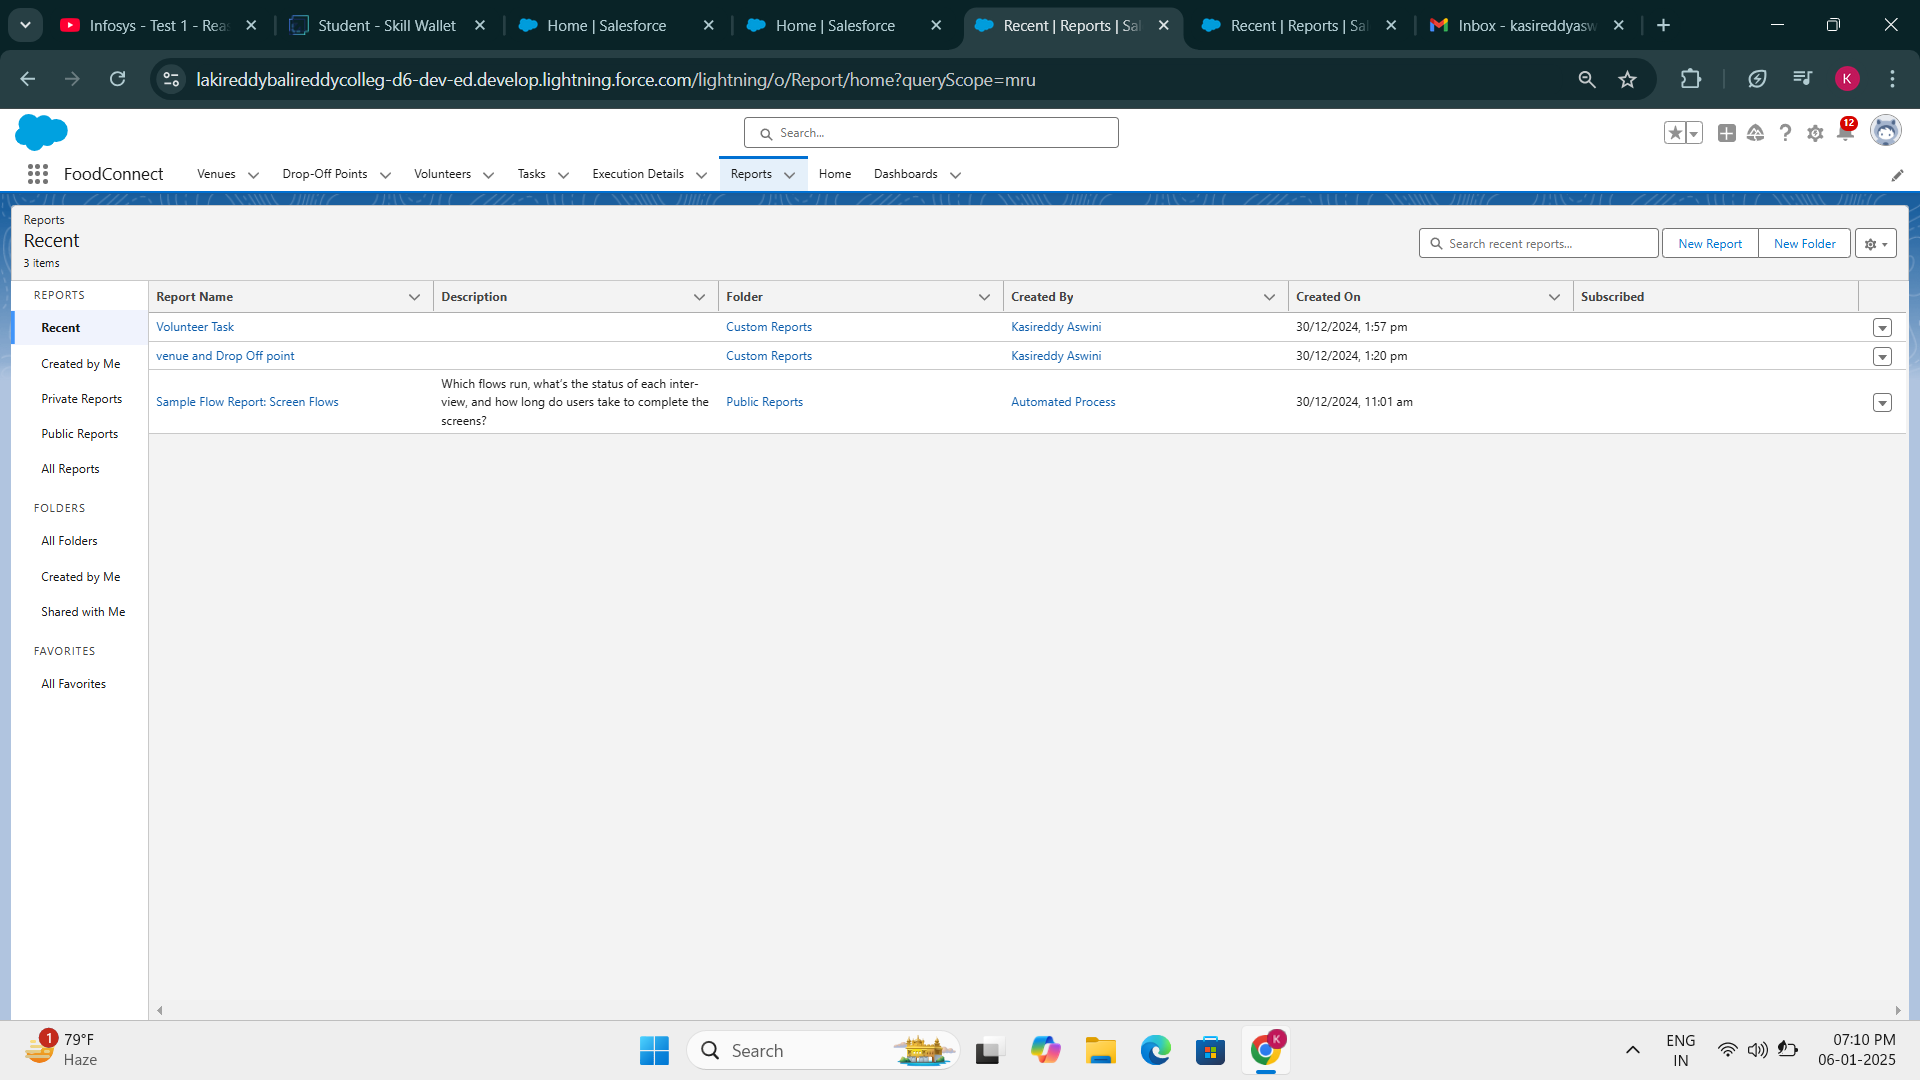 Infosys - Test 1 - Rea
Student - Skill Wallet
Home | Salesforce
Home | Salesforce
Recent | Reports | Sal
Recent | Reports | Sal
Inbox - kasireddyasw
lakireddybalireddycolleg-d6-dev-ed.develop.lightning.force.com/lightning/o/Report/home?queryScope=mru
K
Search...
12
FoodConnect
Venues
Drop-Off Points
Volunteers
Tasks
Execution Details
Reports
Home
Dashboards
Reports
Recent
3 items
Search recent reports...
New Report
New Folder
REPORTS
Recent
Created by Me
Private Reports
Public Reports
All Reports
FOLDERS
All Folders
Created by Me
Shared with Me
FAVORITES
All Favorites
Report Name Description Folder Created By Created On Subscribed
Volunteer Task Custom Reports Kasireddy Aswini 30/12/2024, 1:57 pm
venue and Drop Off point Custom Reports Kasireddy Aswini 30/12/2024, 1:20 pm
Which flows run, what's the status of each inter-
view, and how long do users take to complete the
screens?
Sample Flow Report: Screen Flows Public Reports Automated Process 30/12/2024, 11:01 am
1
79°F
Haze
Search
K
ENG
IN
07:10 PM
06-01-2025